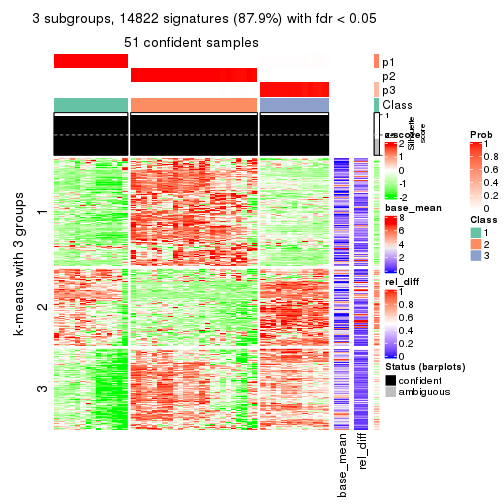 3 subgroups, 14822 signatures (87.9%) with fdr < 0.05
51 confident samples
p1
p2
p3
Class
1
Silhouette
score
k-means with 3 groups
1
2
3
base_mean
rel_diff
z-score
2
1
0
-1
-2
base_mean
8
6
4
2
0
rel_diff
1
0.8
0.6
0.4
0.2
0
Status (barplots)
confident
ambiguous
Prob
1
0.8
0.6
0.4
0.2
0
Class
1
2
3